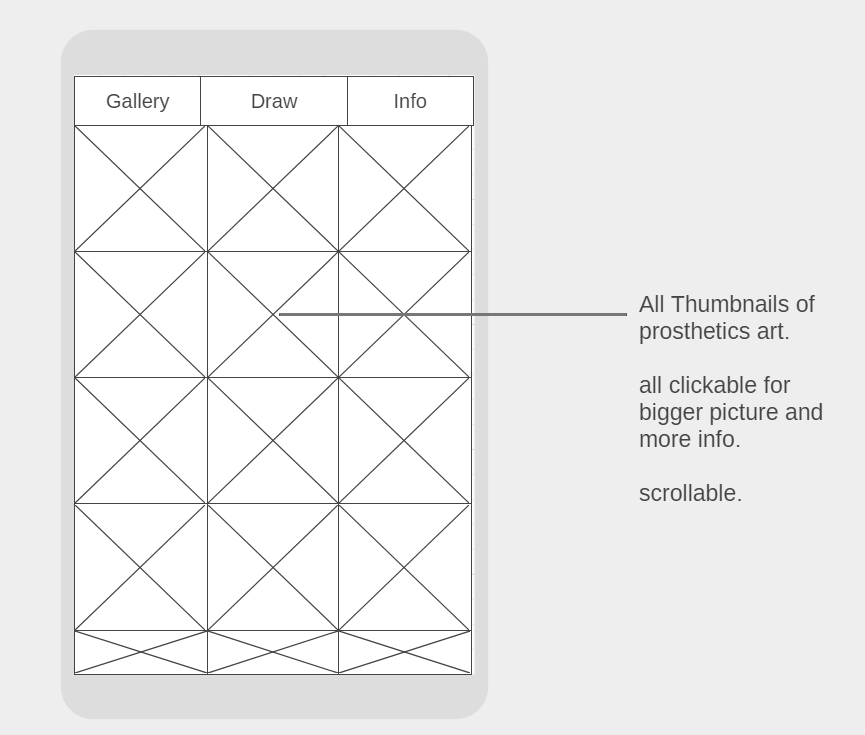 Gallery Draw Info
All Thumbnails of
prosthetics art.
all clickable for
bigger picture and
more info.
scrollable.